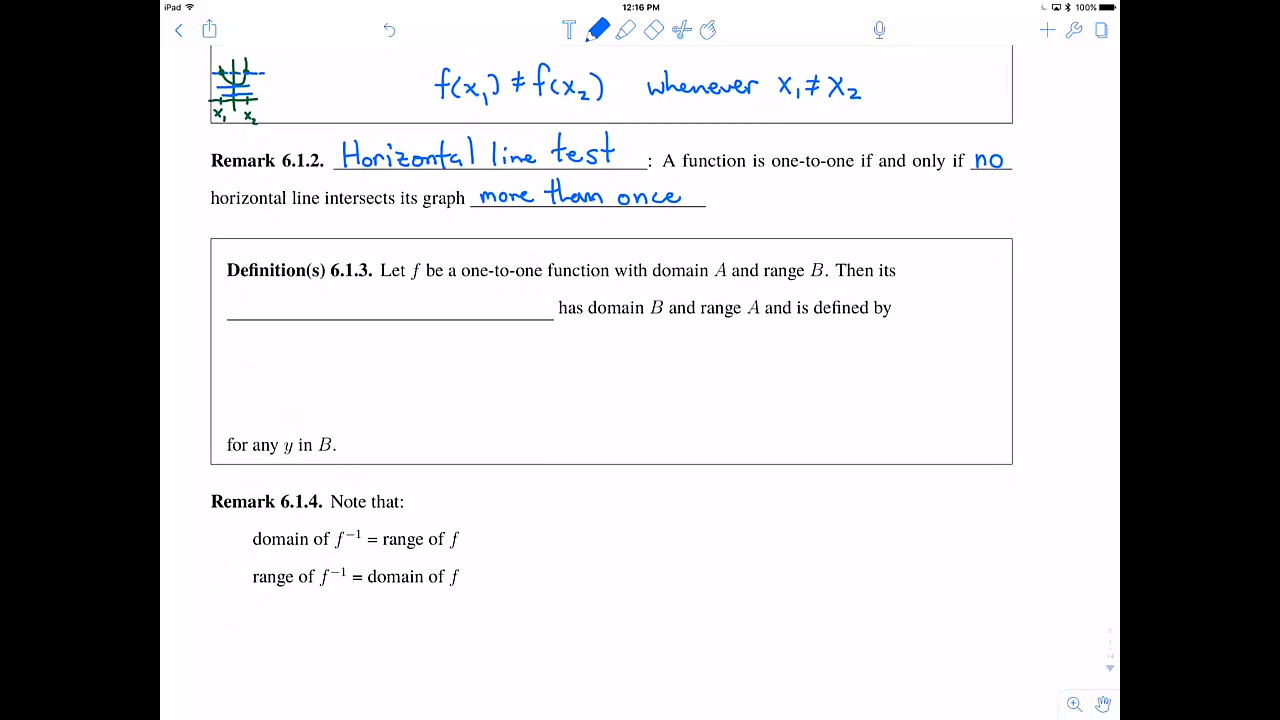 iPad
12:16 PM
100%
T
f(x₁) ≠ f(x₂) whenever x₁ ≠ x₂
x₁ x₂
Remark 6.1.2. Horizontal line test : A function is one-to-one if and only if no
horizontal line intersects its graph more than once
Definition(s) 6.1.3. Let f be a one-to-one function with domain A and range B. Then its
has domain B and range A and is defined by
for any y in B.
Remark 6.1.4. Note that:
domain of f⁻¹ = range of f
range of f⁻¹ = domain of f